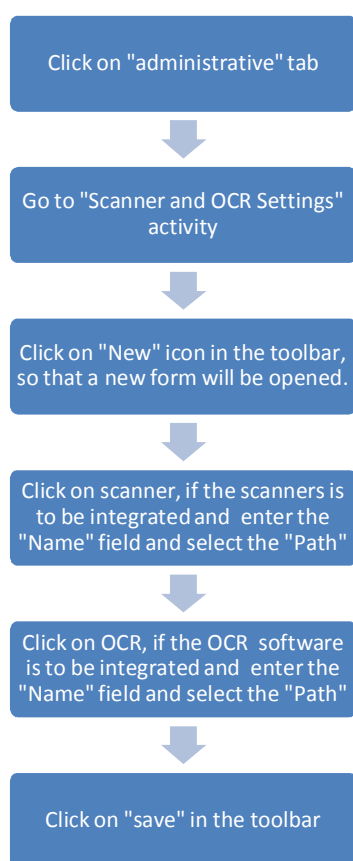 Click on "administrative" tab
Go to "Scanner and OCR Settings"
activity
Click on "New" icon in the toolbar,
so that a new form will be opened.
Click on scanner, if the scanners is
to be integrated and  enter the
"Name" field and select the "Path"
Click on OCR, if the OCR  software
is to be integrated and  enter the
"Name" field and select the "Path"
Click on "save" in the toolbar